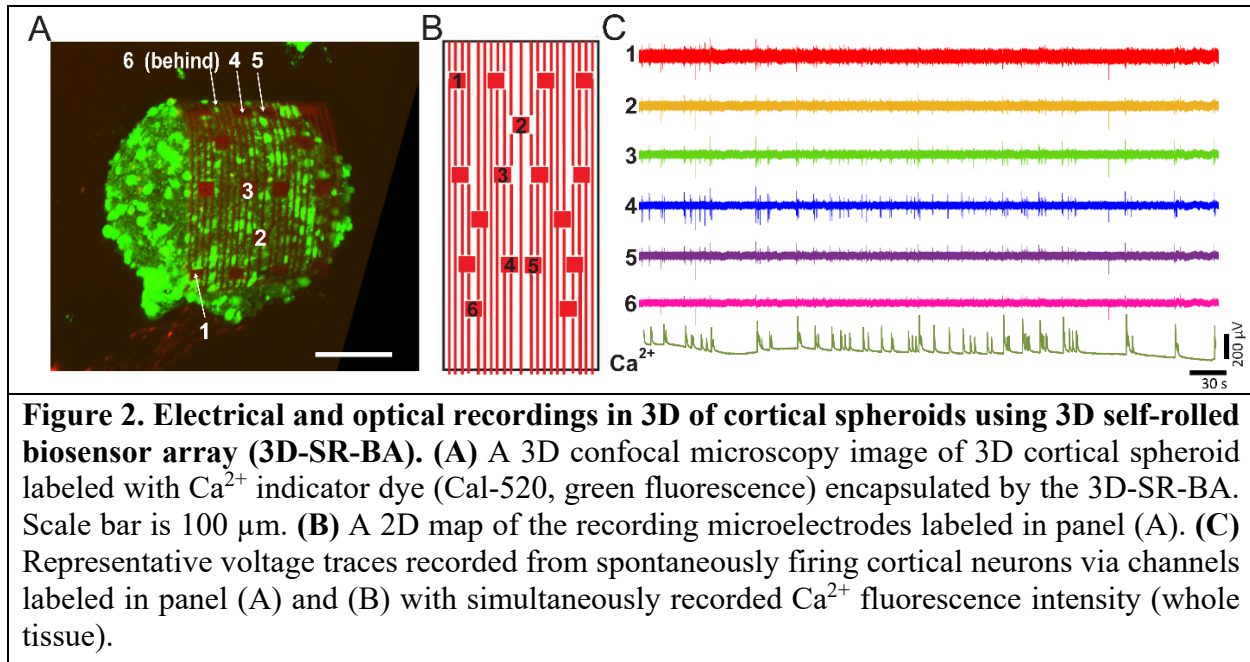 A
B
C
6 (behind) 4 5
3
2
1
1
2
3
4 5
6
1
2
3
4
5
6
Ca2+
200 µV
30 s
Figure 2. Electrical and optical recordings in 3D of cortical spheroids using 3D self-rolled
biosensor array (3D-SR-BA). (A) A 3D confocal microscopy image of 3D cortical spheroid
labeled with Ca2+ indicator dye (Cal-520, green fluorescence) encapsulated by the 3D-SR-BA.
Scale bar is 100 µm. (B) A 2D map of the recording microelectrodes labeled in panel (A). (C)
Representative voltage traces recorded from spontaneously firing cortical neurons via channels
labeled in panel (A) and (B) with simultaneously recorded Ca2+ fluorescence intensity (whole
tissue).